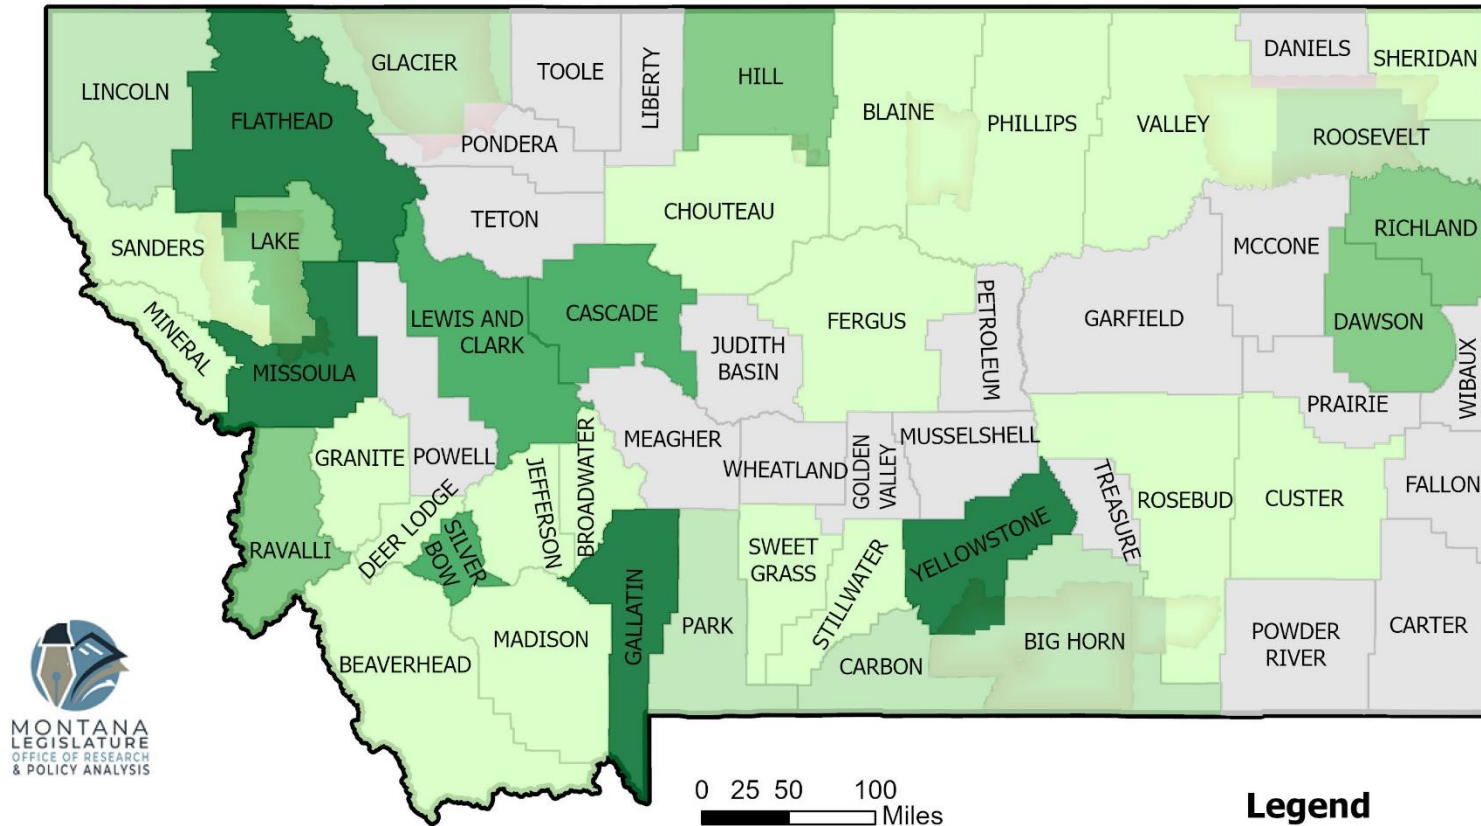 LINCOLN
FLATHEAD
GLACIER
TOOLE
LIBERTY
HILL
BLAINE
PHILLIPS
VALLEY
DANIELS
SHERIDAN
ROOSEVELT
PONDERA
TETON
CHOUTEAU
SANDERS
LAKE
MCCONE
RICHLAND
MINERAL
MISSOULA
LEWIS AND
CLARK
CASCADE
JUDITH
BASIN
FERGUS
PETROLEUM
GARFIELD
DAWSON
WIBAUX
PRAIRIE
GRANITE
POWELL
MEAGHER
WHEATLAND
GOLDEN
VALLEY
MUSSELSHELL
TREASURE
ROSEBUD
CUSTER
FALLON
RAVALLI
DEER LODGE
SILVER
BOW
JEFFERSON
BROADWATER
GALLATIN
PARK
SWEET
GRASS
STILLWATER
YELLOWSTONE
BIG HORN
CARBON
POWDER
RIVER
CARTER
BEAVERHEAD
MADISON
MONTANA
LEGISLATURE
OFFICE OF RESEARCH
& POLICY ANALYSIS
0 25 50 100
Miles
Legend